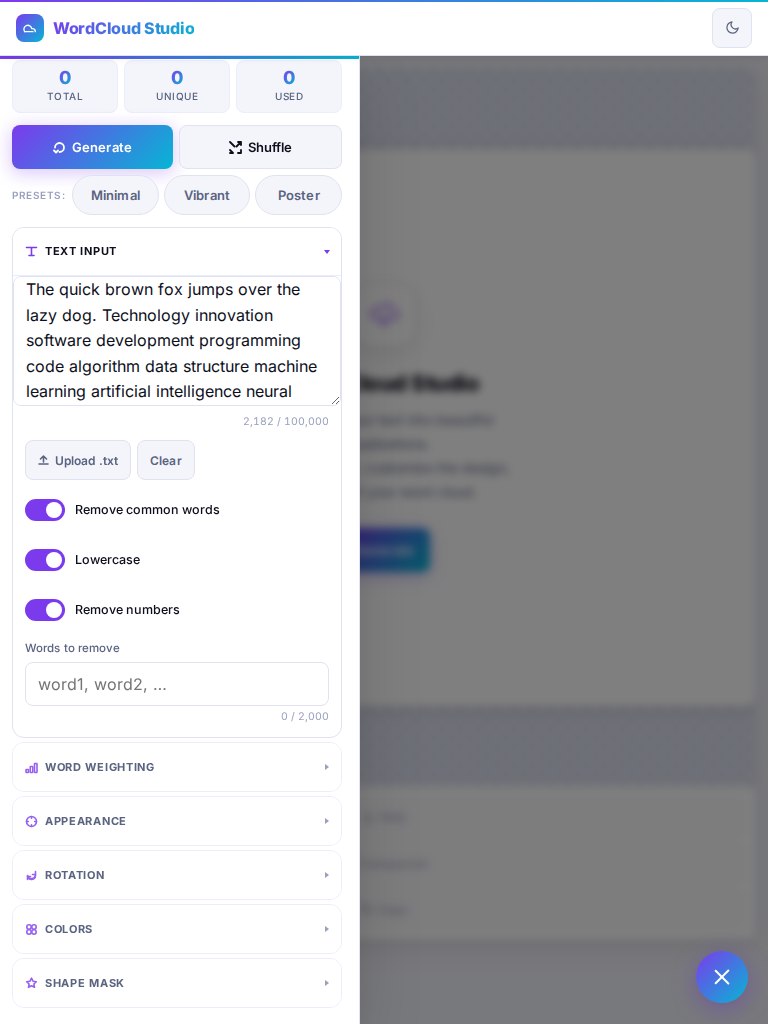 WordCloud Studio
0 0 0
TOTAL UNIQUE USED
Generate Shuffle
PRESETS: Minimal Vibrant Poster
TEXT INPUT
The quick brown fox jumps over the
lazy dog. Technology innovation
software development programming
code algorithm data structure machine
learning artificial intelligence neural
2,182 / 100,000
Upload .txt Clear
Remove common words
Lowercase
Remove numbers
Words to remove
word1, word2, ...
0 / 2,000
WORD WEIGHTING
APPEARANCE
ROTATION
COLORS
SHAPE MASK